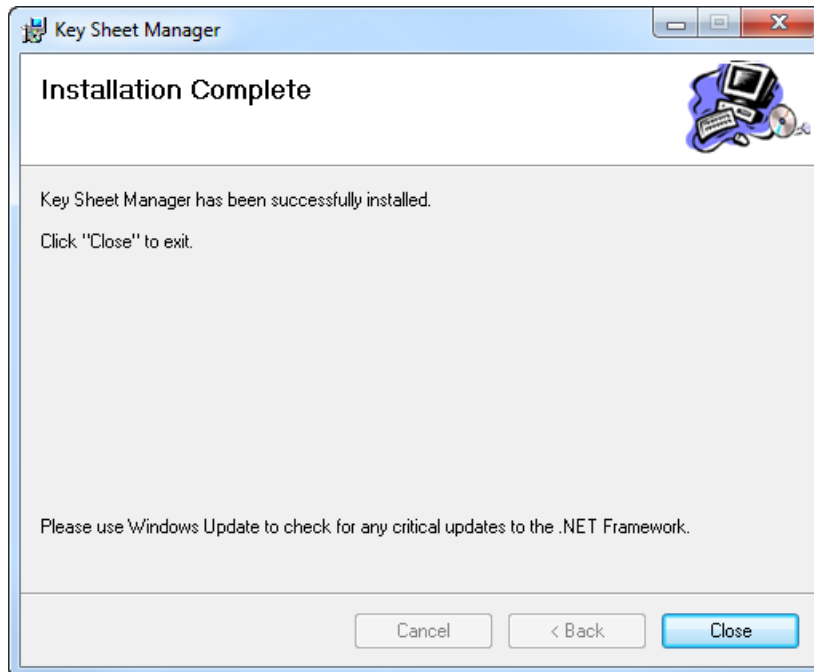 Key Sheet Manager
Installation Complete
Key Sheet Manager has been successfully installed.
Click "Close" to exit.
Please use Windows Update to check for any critical updates to the .NET Framework.
Cancel
< Back
Close